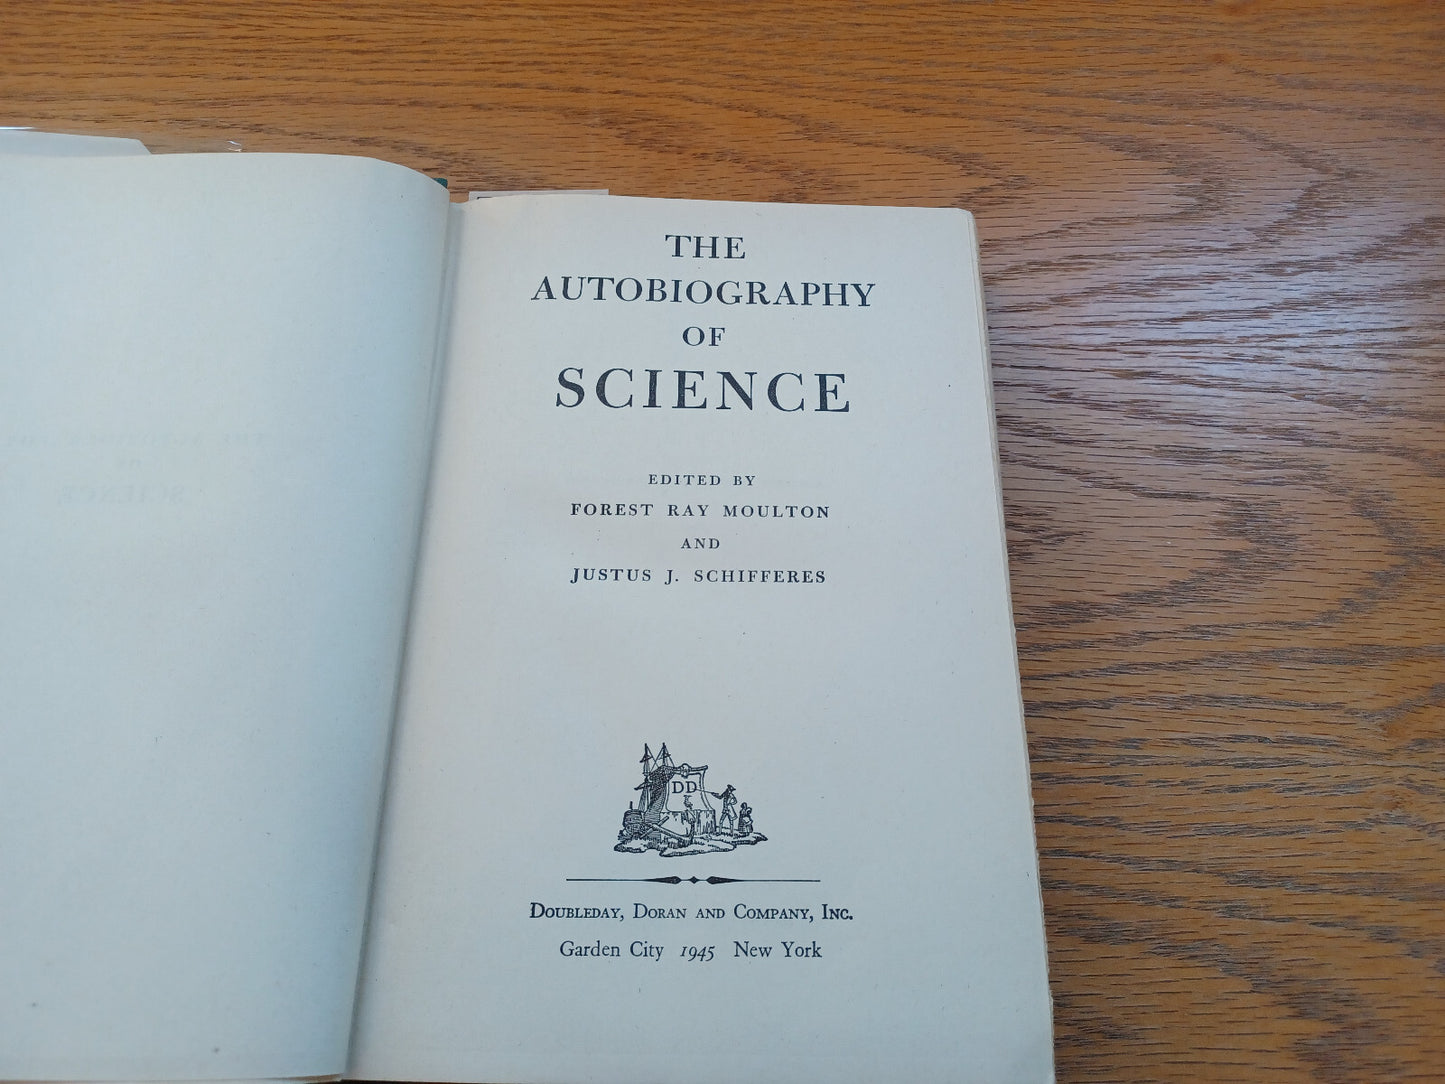 THE
AUTOBIOGRAPHY
OF
SCIENCE
EDITED BY
FOREST RAY MOULTON
AND
JUSTUS J. SCHIFFERES
DD
DOUBLEDAY, DORAN AND COMPANY, INC.
Garden City 1945 New York